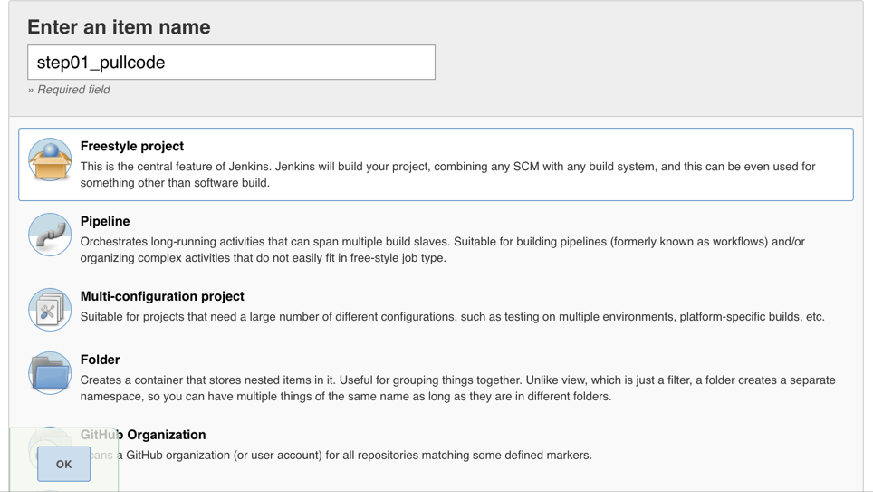 Enter an item name
step01_pullcode
» Required field
Freestyle project
This is the central feature of Jenkins. Jenkins will build your project, combining any SCM with any build system, and this can be even used for
something other than software build.
Pipeline
Orchestrates long-running activities that can span multiple build slaves. Suitable for building pipelines (formerly known as workflows) and/or
organizing complex activities that do not easily fit in free-style job type.
Multi-configuration project
Suitable for projects that need a large number of different configurations, such as testing on multiple environments, platform-specific builds, etc.
Folder
Creates a container that stores nested items in it. Useful for grouping things together. Unlike view, which is just a filter, a folder creates a separate
namespace, so you can have multiple things of the same name as long as they are in different folders.
GitHub Organization
Scans a GitHub organization (or user account) for all repositories matching some defined markers.
OK